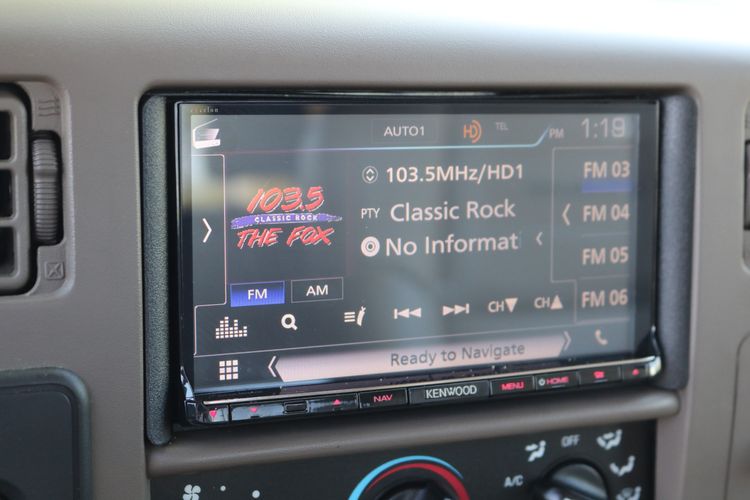 excelon
AUTO1 HD TEL PM 1:19
103.5MHz/HD1
FM 03
103.5
CLASSIC ROCK
THE FOX
PTY Classic Rock
FM 04
No Informat
FM 05
FM AM
CH CH
FM 06
Ready to Navigate
NAV KENWOOD MENU HOME
OFF
A/C